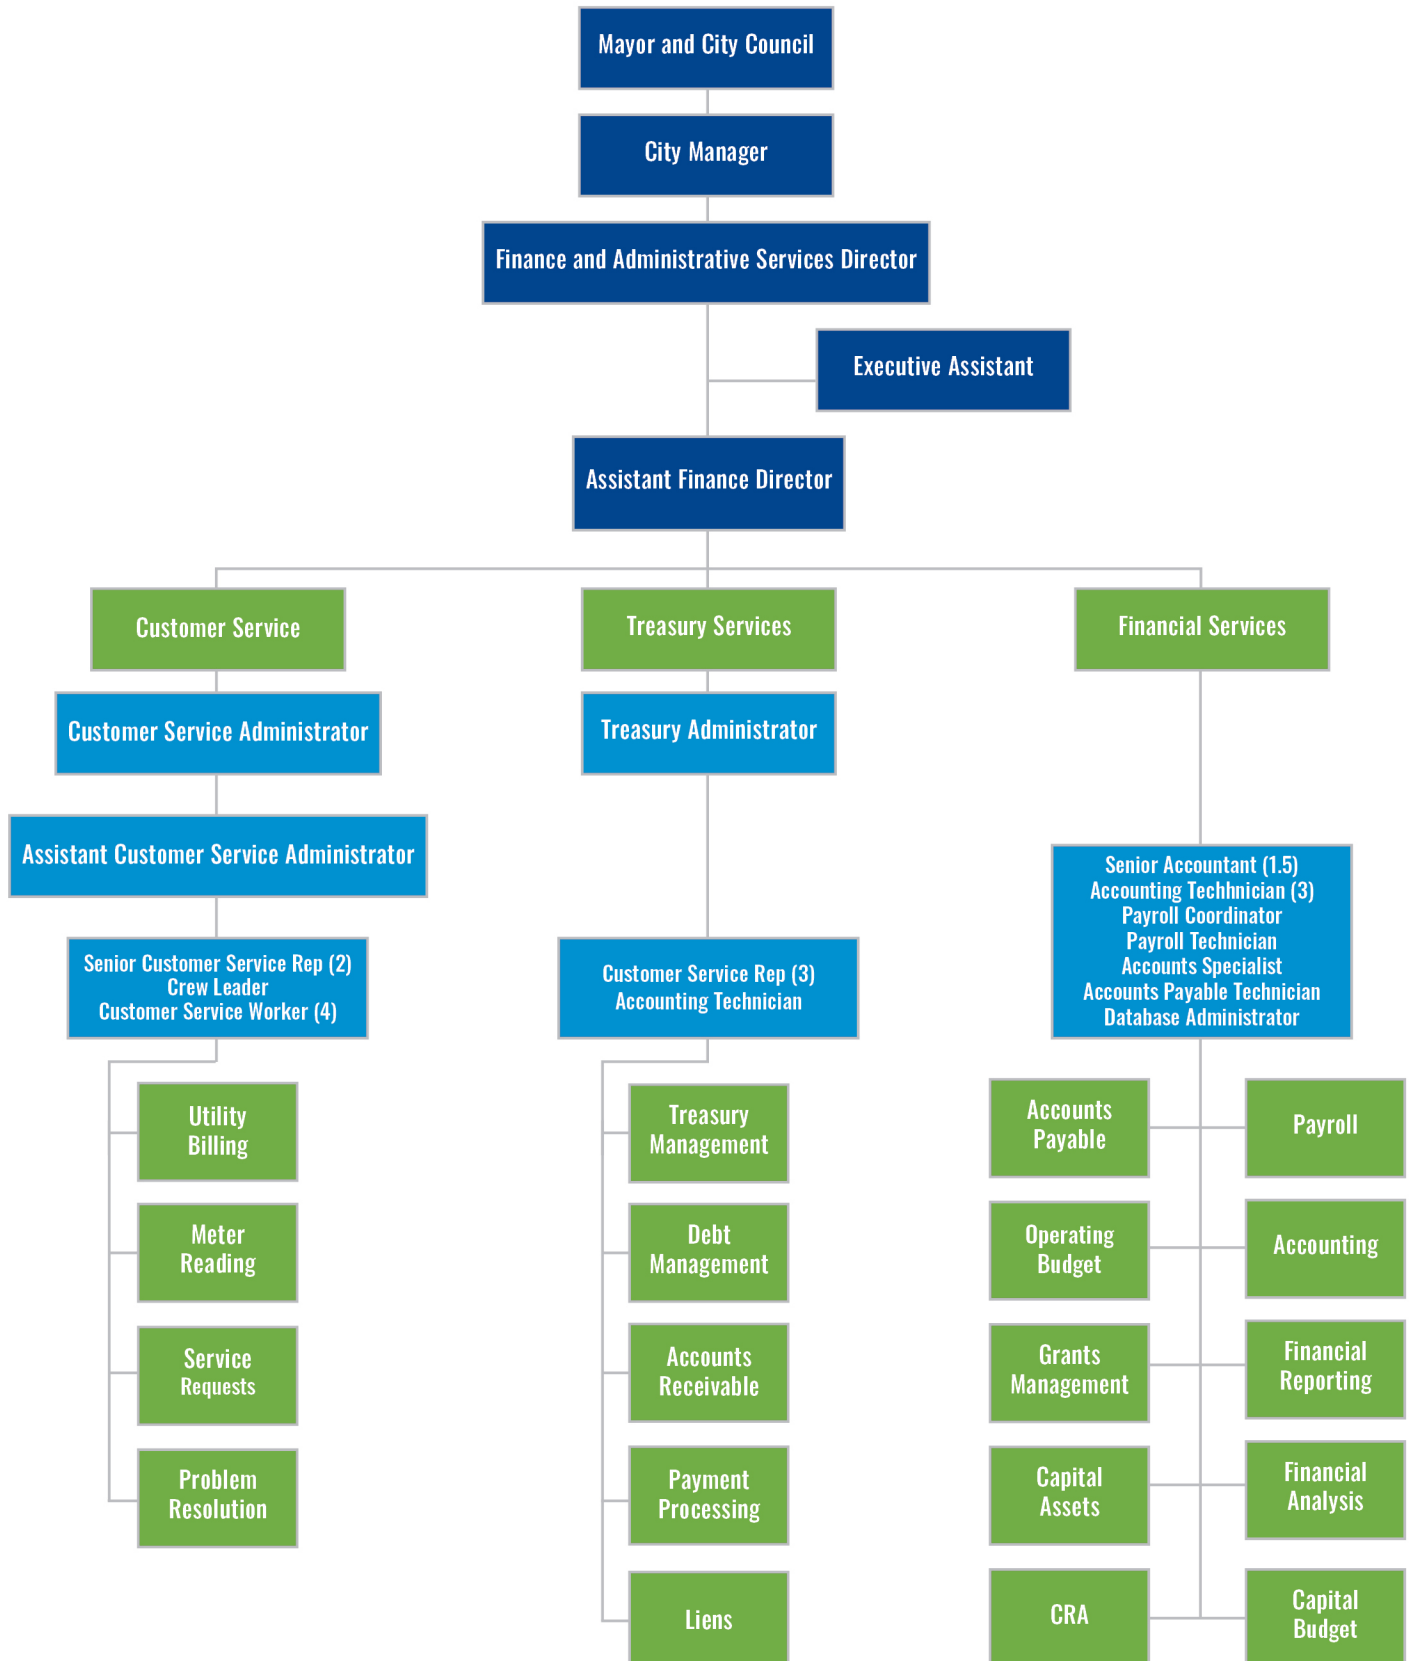 Mayor and City Council
City Manager
Finance and Administrative Services Director
Executive Assistant
Assistant Finance Director
Customer Service
Customer Service Administrator
Assistant Customer Service Administrator
Senior Customer Service Rep (2)
Crew Leader
Customer Service Worker (4)
Utility
Billing
Meter
Reading
Service
Requests
Problem
Resolution
Treasury Services
Treasury Administrator
Customer Service Rep (3)
Accounting Technician
Treasury
Management
Debt
Management
Accounts
Receivable
Payment
Processing
Liens
Financial Services
Senior Accountant (1.5)
Accounting Techhnician (3)
Payroll Coordinator
Payroll Technician
Accounts Specialist
Accounts Payable Technician
Database Administrator
Accounts
Payable
Payroll
Operating
Budget
Accounting
Grants
Management
Financial
Reporting
Capital
Assets
Financial
Analysis
CRA
Capital
Budget